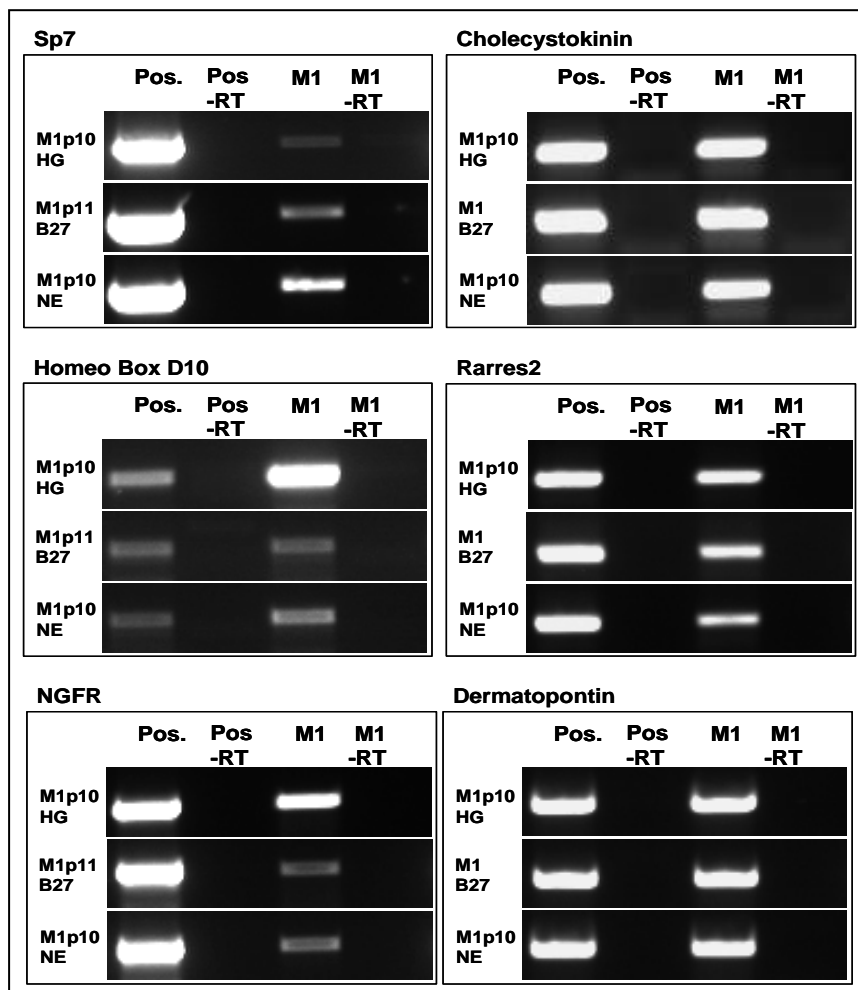 Sp7
Pos. Pos -RT M1 M1 -RT
M1p10 HG
M1p11 B27
M1p10 NE
Cholecystokinin
Pos. Pos -RT M1 M1 -RT
M1p10 HG
M1 B27
M1p10 NE
Homeo Box D10
Pos. Pos -RT M1 M1 -RT
M1p10 HG
M1p11 B27
M1p10 NE
Rarres2
Pos. Pos -RT M1 M1 -RT
M1p10 HG
M1 B27
M1p10 NE
NGFR
Pos. Pos -RT M1 M1 -RT
M1p10 HG
M1p11 B27
M1p10 NE
Dermatopontin
Pos. Pos -RT M1 M1 -RT
M1p10 HG
M1 B27
M1p10 NE